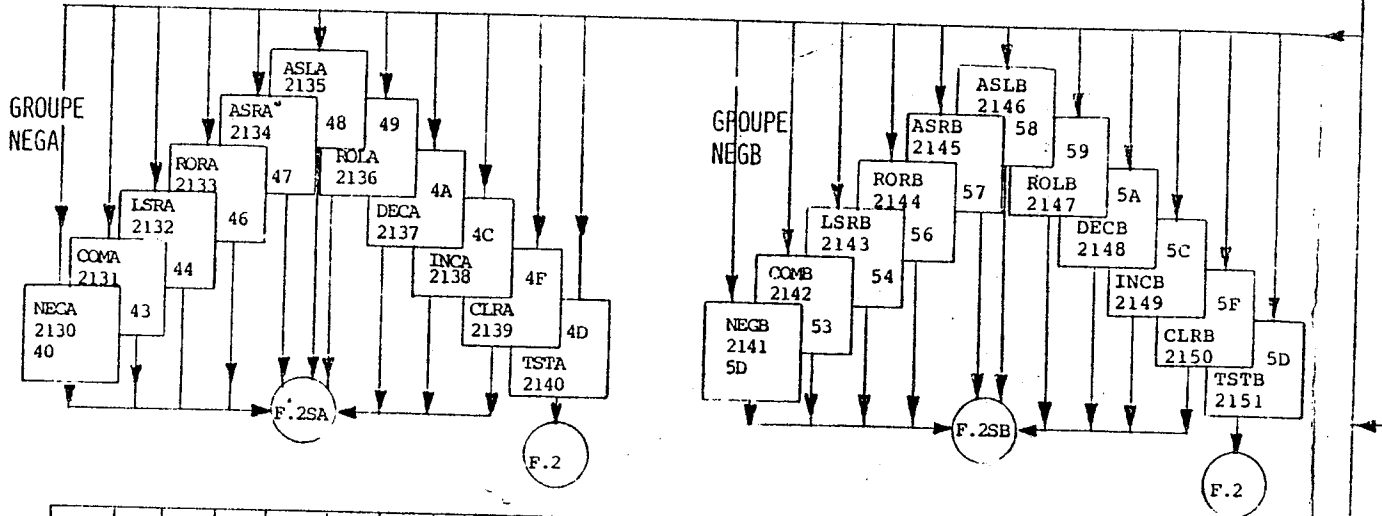 GROUPE
NEGA
NEGA
2130
40
COMA
2131
43
LSRA
2132
44
RORA
2133
46
ASRA
2134
47
ASLA
2135
48
49
ROLA
2136
4A
DECA
2137
4C
INCA
2138
4F
CLRA
2139
4D
TSTA
2140
F.2SA
F.2
GROUPE
NEGB
NEGB
2141
5D
COMB
2142
53
LSRB
2143
54
RORB
2144
56
ASRB
2145
57
ASLB
2146
58
59
ROLB
2147
5A
DECB
2148
5C
INCB
2149
5F
CLRB
2150
5D
TSTB
2151
F.2SB
F.2